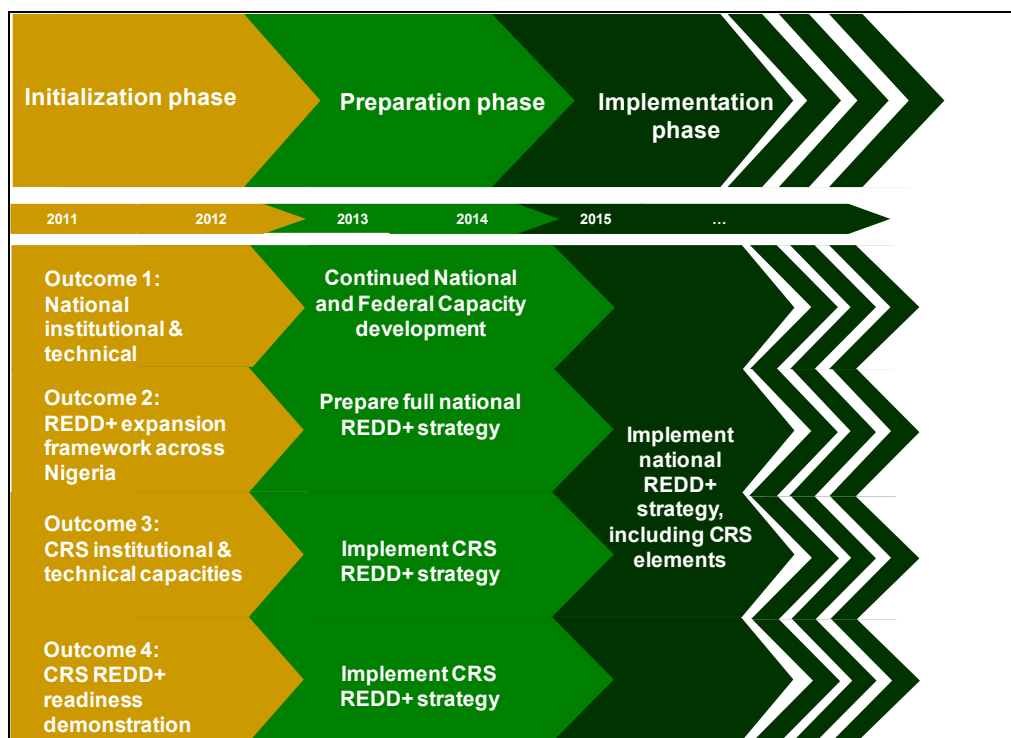 Initialization phase
Preparation phase
Implementation
phase
2011
2012
2013
2014
2015
...
Outcome 1:
National
institutional &
technical
Continued National
and Federal Capacity
development
Outcome 2:
REDD+ expansion
framework across
Nigeria
Prepare full national
REDD+ strategy
Outcome 3:
CRS institutional &
technical capacities
Implement CRS
REDD+ strategy
Outcome 4:
CRS REDD+
readiness
demonstration
Implement CRS
REDD+ strategy
Implement
national
REDD+
strategy,
including CRS
elements